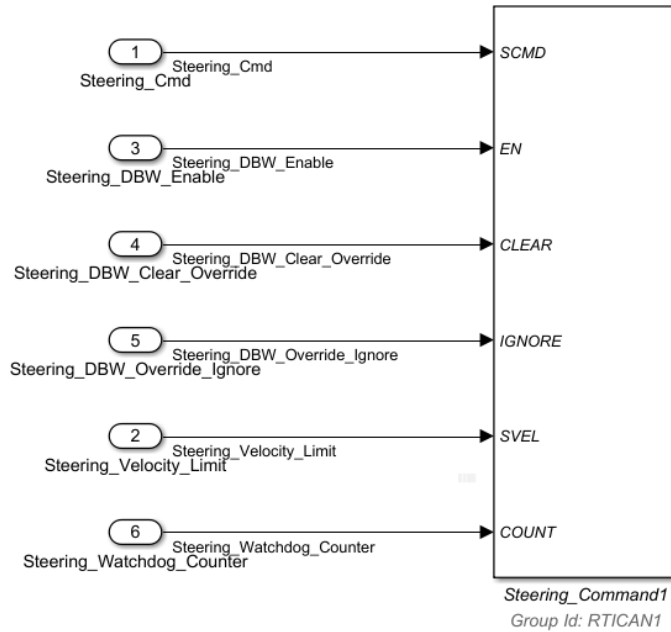 1
Steering_Cmd
Steering_Cmd
SCMD
3
Steering_DBW_Enable
Steering_DBW_Enable
EN
4
Steering_DBW_Clear_Override
Steering_DBW_Clear_Override
CLEAR
5
Steering_DBW_Override_Ignore
Steering_DBW_Override_Ignore
IGNORE
2
Steering_Velocity_Limit
Steering_Velocity_Limit
SVEL
6
Steering_Watchdog_Counter
Steering_Watchdog_Counter
COUNT
Steering_Command1
Group Id: RTICAN1